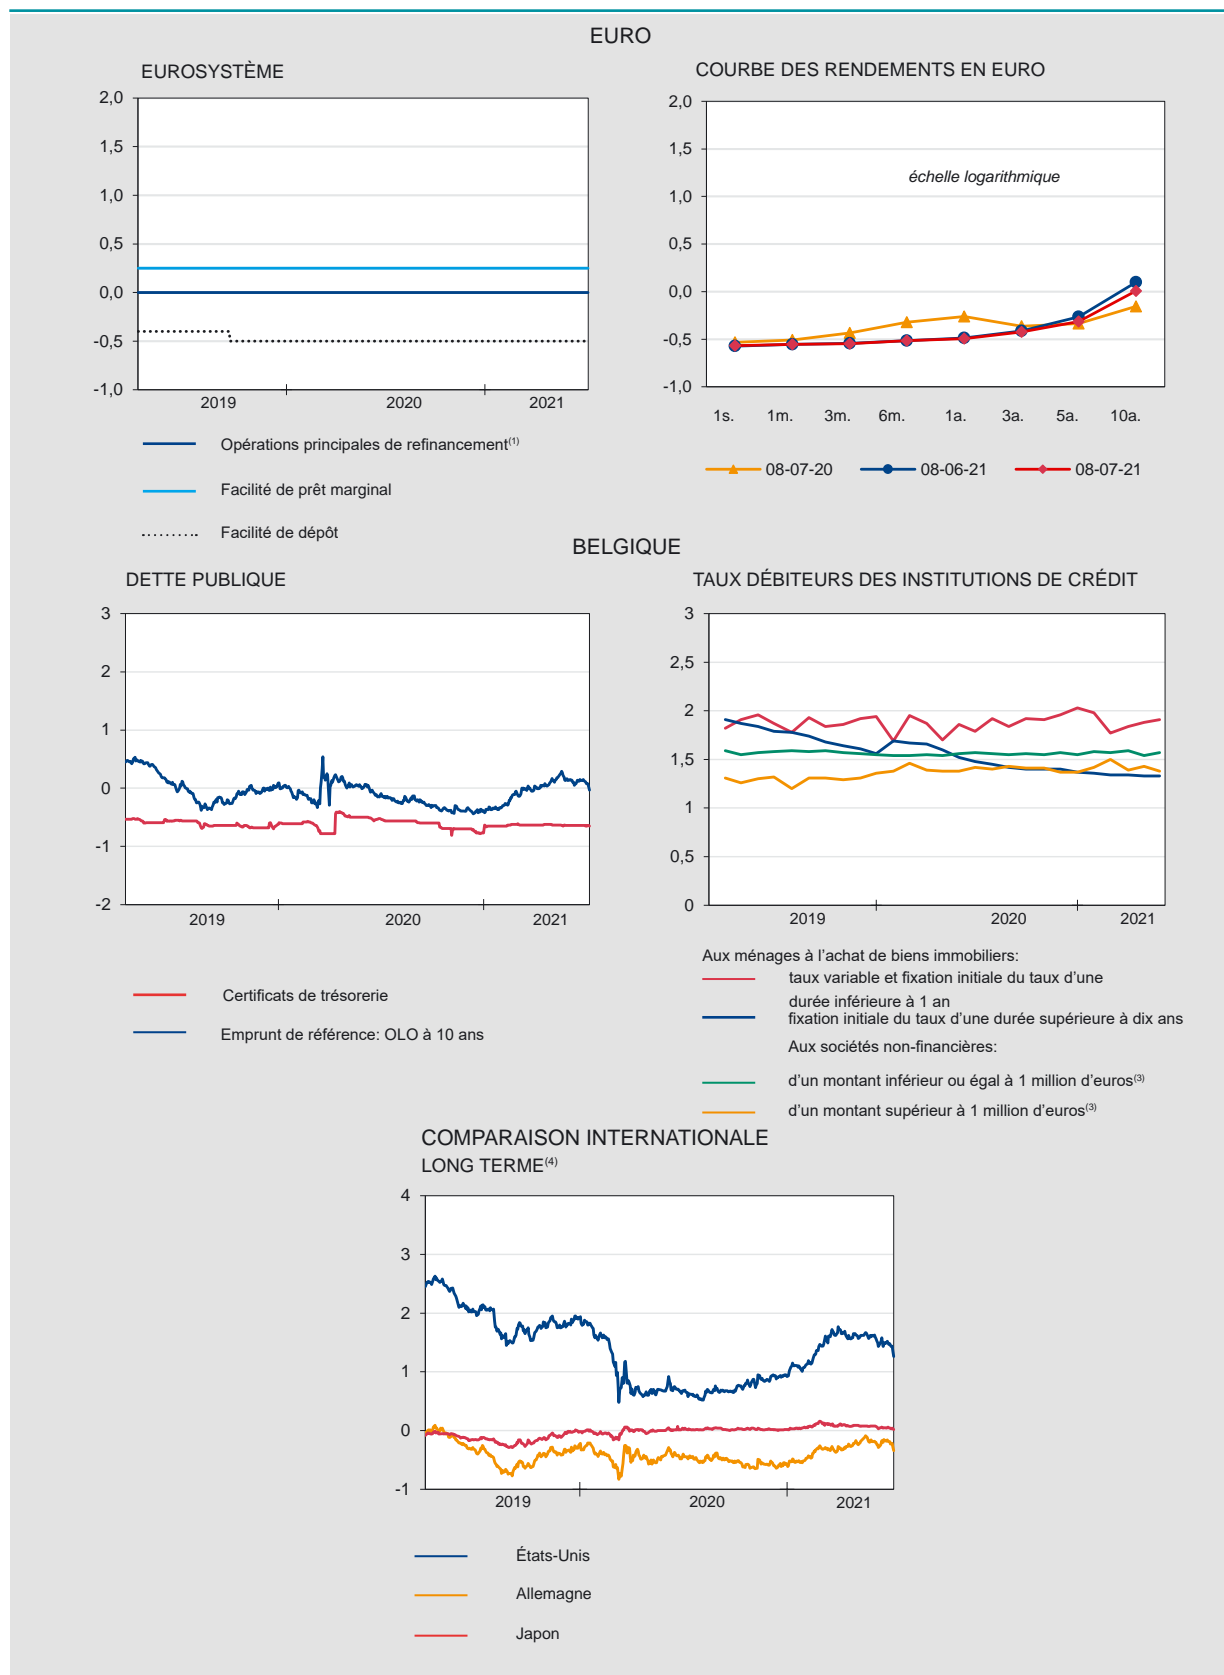 EURO
EUROSYSTÈME
2,0
1,5
1,0
0,5
0,0
-0,5
-1,0
2019 2020 2021
Opérations principales de refinancement(1)
Facilité de prêt marginal
Facilité de dépôt
COURBE DES RENDEMENTS EN EURO
2,0
1,5
1,0
0,5
0,0
-0,5
-1,0
échelle logarithmique
1s. 1m. 3m. 6m. 1a. 3a. 5a. 10a.
08-07-20 08-06-21 08-07-21
BELGIQUE
DETTE PUBLIQUE
3
2
1
0
-1
-2
2019 2020 2021
Certificats de trésorerie
Emprunt de référence: OLO à 10 ans
TAUX DÉBITEURS DES INSTITUTIONS DE CRÉDIT
3
2,5
2
1,5
1
0,5
0
2019 2020 2021
Aux ménages à l'achat de biens immobiliers:
taux variable et fixation initiale du taux d'une
durée inférieure à 1 an
fixation initiale du taux d'une durée supérieure à dix ans
Aux sociétés non-financières:
d'un montant inférieur ou égal à 1 million d'euros(3)
d'un montant supérieur à 1 million d'euros(3)
COMPARAISON INTERNATIONALE
LONG TERME(4)
4
3
2
1
0
-1
2019 2020 2021
États-Unis
Allemagne
Japon